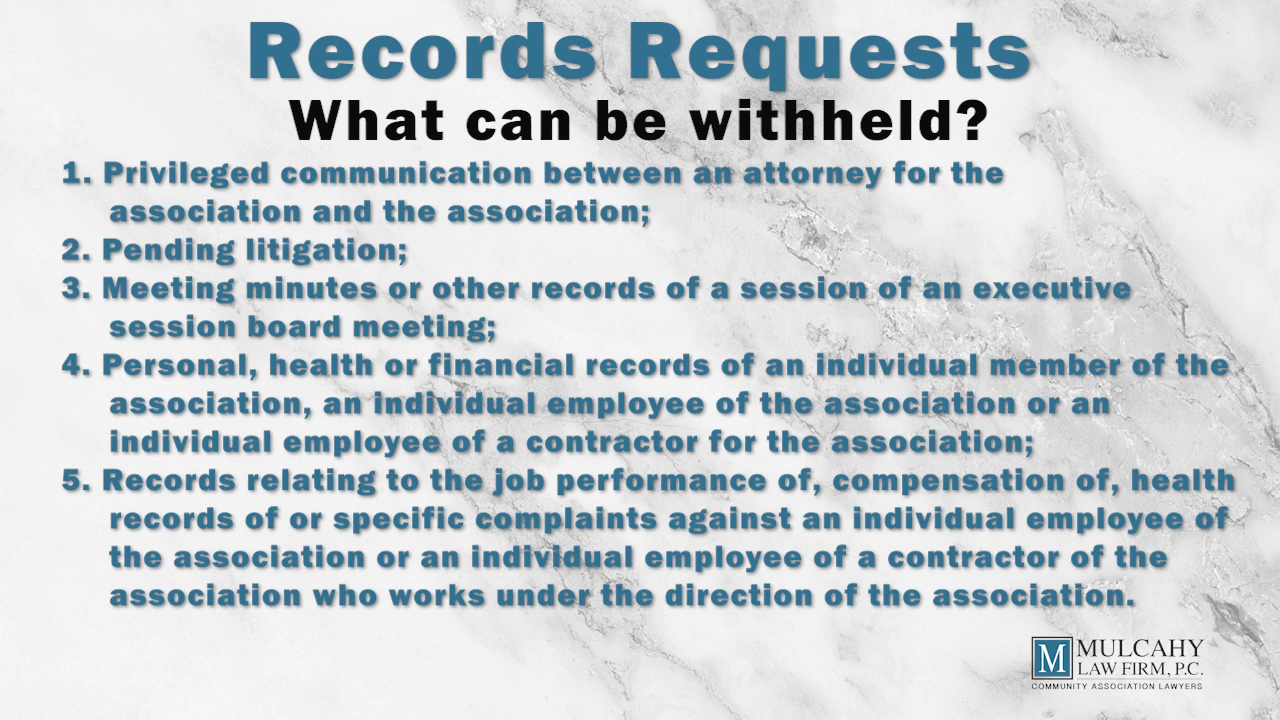 Records Requests
What can be withheld?
1. Privileged communication between an attorney for the
association and the association;
2. Pending litigation;
3. Meeting minutes or other records of a session of an executive
session board meeting;
4. Personal, health or financial records of an individual member of the
association, an individual employee of the association or an
individual employee of a contractor for the association;
5. Records relating to the job performance of, compensation of, health
records of or specific complaints against an individual employee of
the association or an individual employee of a contractor of the
association who works under the direction of the association.
M MULCAHY
LAW FIRM, P.C.
COMMUNITY ASSOCIATION LAWYERS